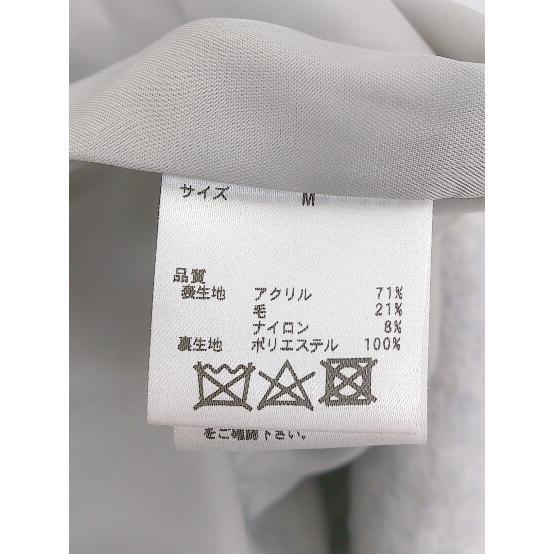 サイズ M
品質
表生地 アクリル 71%
毛 21%
ナイロン 8%
裏生地 ポリエステル 100%
をご確認下さい。